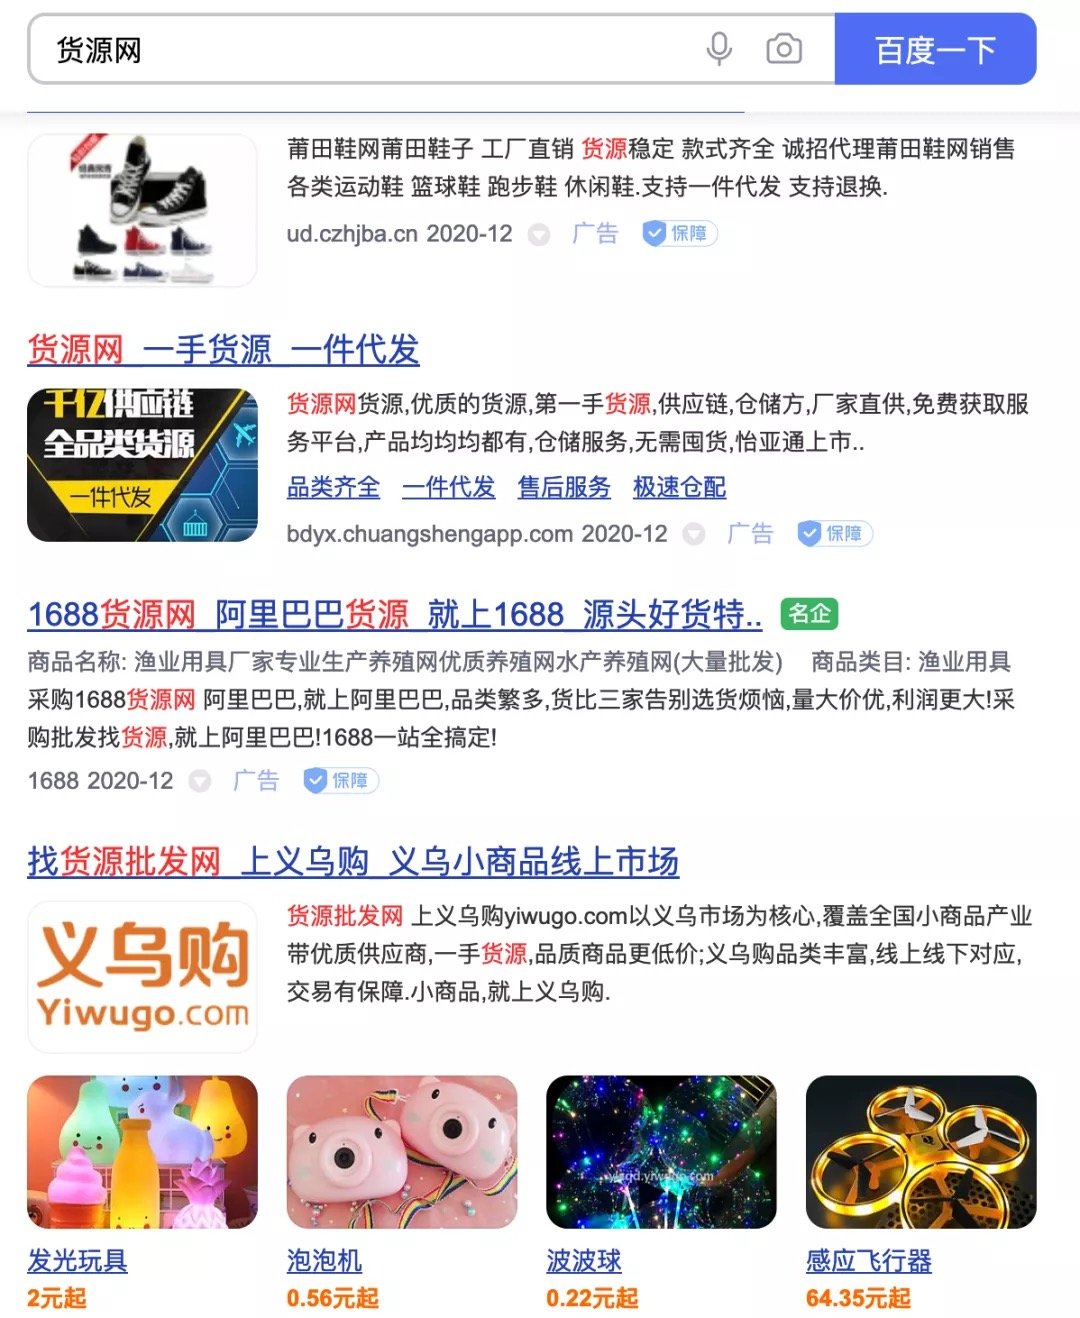 货源网
百度一下
莆田鞋网莆田鞋子 工厂直销 货源稳定 款式齐全 诚招代理莆田鞋网销售
各类运动鞋 篮球鞋 跑步鞋 休闲鞋.支持一件代发 支持退换.
ud.czhjba.cn 2020-12 广告 保障
货源网_一手货源_一件代发
千亿供应链
全品类货源
一件代发
货源网货源,优质的货源,第一手货源,供应链,仓储方,厂家直供,免费获取服
务平台,产品均均均都有,仓储服务,无需囤货,怡亚通上市..
品类齐全 一件代发 售后服务 极速仓配
bdyx.chuangshengapp.com 2020-12 广告 保障
1688货源网_阿里巴巴货源_就上1688_源头好货特.. 名企
商品名称: 渔业用具厂家专业生产养殖网优质养殖网水产养殖网(大量批发) 商品类目: 渔业用具
采购1688货源网 阿里巴巴,就上阿里巴巴,品类繁多,货比三家告别选货烦恼,量大价优,利润更大!采
购批发找货源,就上阿里巴巴!1688一站全搞定!
1688 2020-12 广告 保障
找货源批发网_上义乌购_义乌小商品线上市场
义乌购
Yiwugo.com
货源批发网 上义乌购yiwugo.com以义乌市场为核心,覆盖全国小商品产业
带优质供应商,一手货源,品质商品更低价;义乌购品类丰富,线上线下对应,
交易有保障.小商品,就上义乌购.
发光玩具 泡泡机 波波球 感应飞行器
2元起 0.56元起 0.22元起 64.35元起